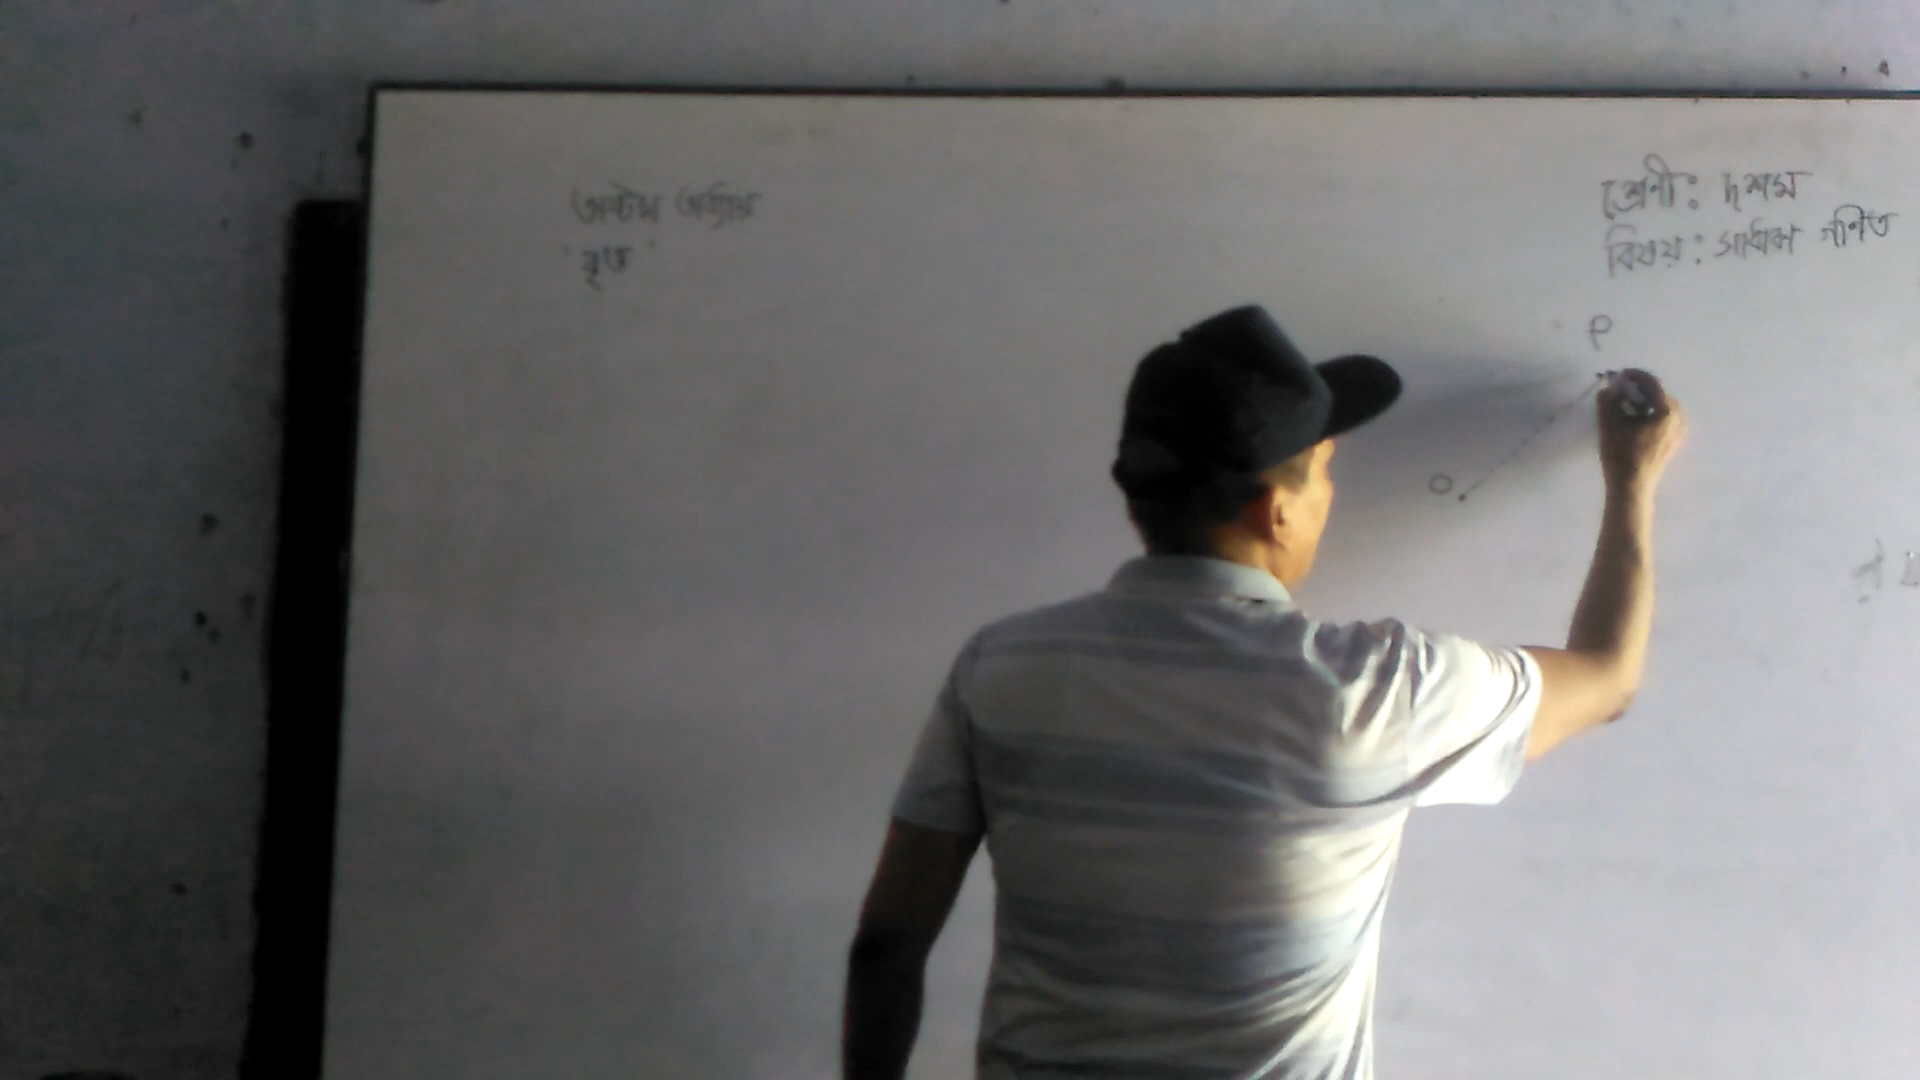 অষ্টম অধ্যায়
'বৃত্ত'
শ্রেণী: দশম
বিষয়: সাধারণ গণিত
P
O